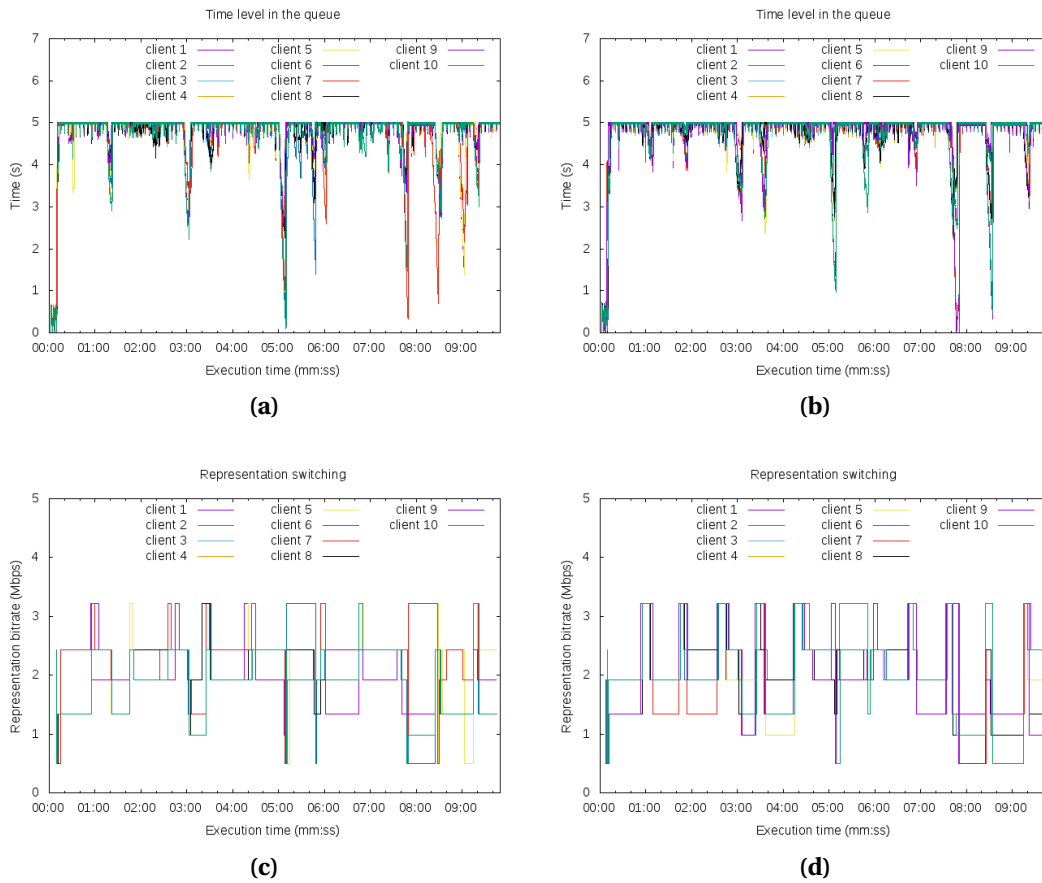 Time level in the queue
7
6
5
4
3
2
1
0
Time (s)
client 1
client 2
client 3
client 4
client 5
client 6
client 7
client 8
client 9
client 10
00:00 01:00 02:00 03:00 04:00 05:00 06:00 07:00 08:00 09:00
Execution time (mm:ss)
(a)
Time level in the queue
7
6
5
4
3
2
1
0
Time (s)
client 1
client 2
client 3
client 4
client 5
client 6
client 7
client 8
client 9
client 10
00:00 01:00 02:00 03:00 04:00 05:00 06:00 07:00 08:00 09:00
Execution time (mm:ss)
(b)
Representation switching
5
4
3
2
1
0
Representation bitrate (Mbps)
client 1
client 2
client 3
client 4
client 5
client 6
client 7
client 8
client 9
client 10
00:00 01:00 02:00 03:00 04:00 05:00 06:00 07:00 08:00 09:00
Execution time (mm:ss)
(c)
Representation switching
5
4
3
2
1
0
Representation bitrate (Mbps)
client 1
client 2
client 3
client 4
client 5
client 6
client 7
client 8
client 9
client 10
00:00 01:00 02:00 03:00 04:00 05:00 06:00 07:00 08:00 09:00
Execution time (mm:ss)
(d)